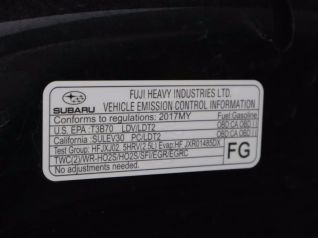 SUBARU
FUJI HEAVY INDUSTRIES LTD.
VEHICLE EMISSION CONTROL INFORMATION
Conforms to regulations: 2017MY Fuel:Gasoline
U.S. EPA :T3B70 LDV/LDT2 OBD:CA OBD II
California :SULEV30 PC/LDT2 OBD:CA OBD II
Test Group: HFJXJ02.5HRV(2.5L) Evap:HFJXR01485DX
TWC(2)/WR-HO2S/HO2S/SFI/EGR/EGRC
No adjustments needed.
FG